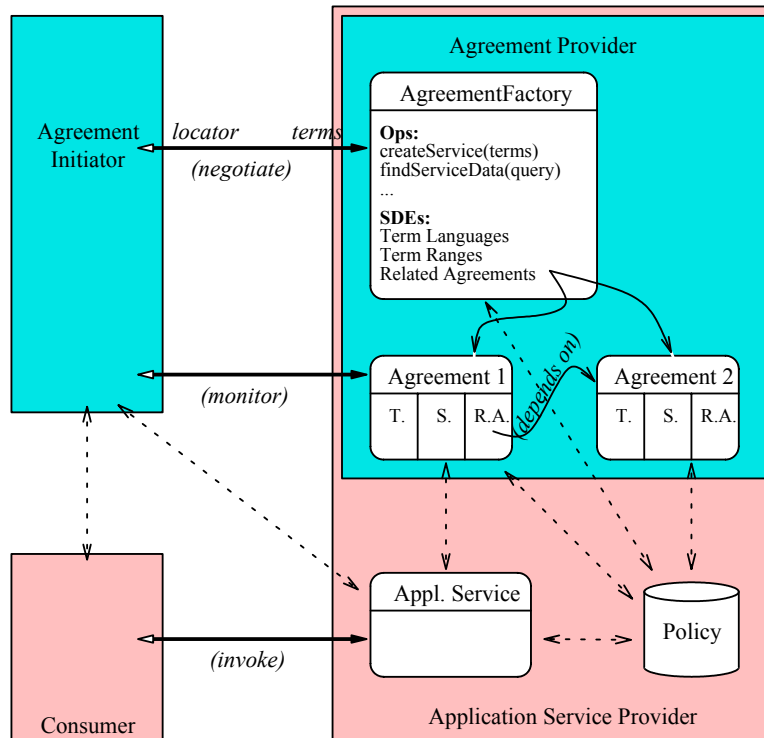 Agreement Provider
AgreementFactory
Ops:
createService(terms)
findServiceData(query)
...
SDEs:
Term Languages
Term Ranges
Related Agreements
Agreement
Initiator
locator terms
(negotiate)
(monitor)
Agreement 1
T. S. R.A.
(depends on)
Agreement 2
T. S. R.A.
Appl. Service
Policy
(invoke)
Consumer
Application Service Provider